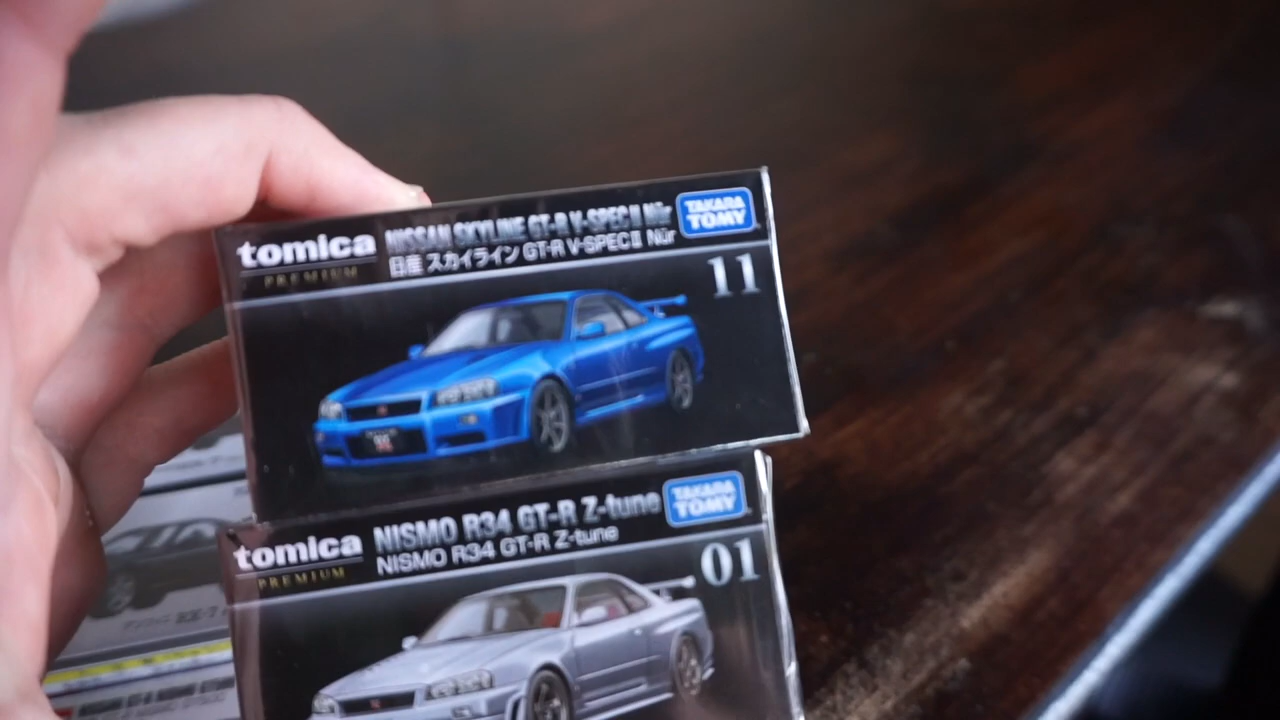 tomica
PREMIUM
NISSAN SKYLINE GT-R V-SPECⅡ Nür
日産 スカイライン GT-R V-SPECⅡ Nür
TAKARA
TOMY
11
tomica
PREMIUM
NISMO R34 GT-R Z-tune
NISMO R34 GT-R Z-tune
TAKARA
TOMY
01